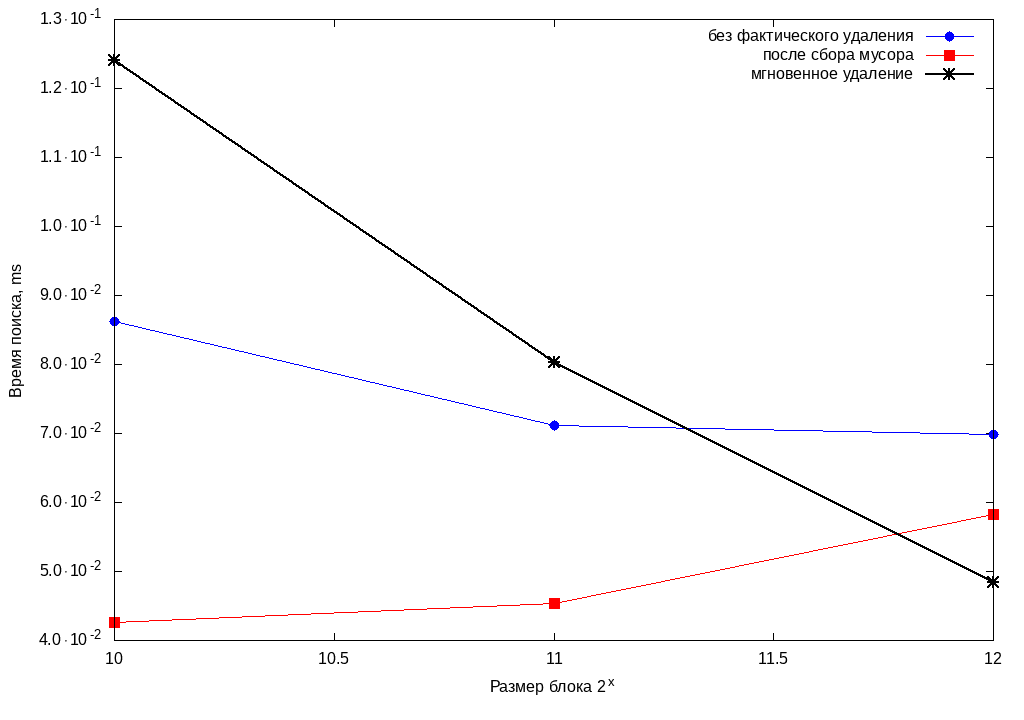 1.3·10^-1
1.2·10^-1
1.1·10^-1
1.0·10^-1
9.0·10^-2
8.0·10^-2
7.0·10^-2
6.0·10^-2
5.0·10^-2
4.0·10^-2
без фактического удаления
после сбора мусора
мгновенное удаление
Время поиска, ms
10 10.5 11 11.5 12
Размер блока 2^x